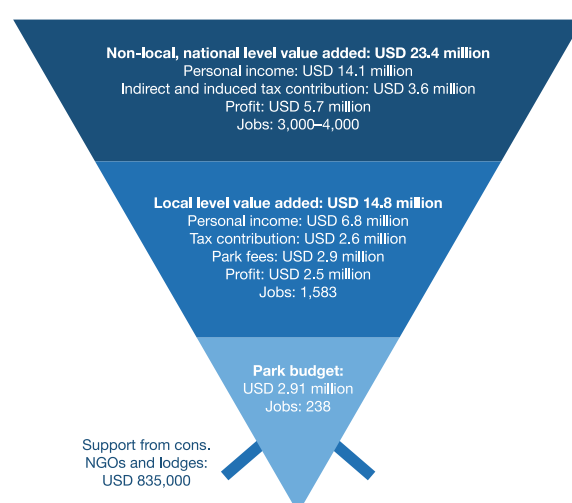 Non-local, national level value added: USD 23.4 million
Personal income: USD 14.1 million
Indirect and induced tax contribution: USD 3.6 million
Profit: USD 5.7 million
Jobs: 3,000–4,000
Local level value added: USD 14.8 million
Personal income: USD 6.8 million
Tax contribution: USD 2.6 million
Park fees: USD 2.9 million
Profit: USD 2.5 million
Jobs: 1,583
Park budget:
USD 2.91 million
Jobs: 238
Support from cons.
NGOs and lodges:
USD 835,000